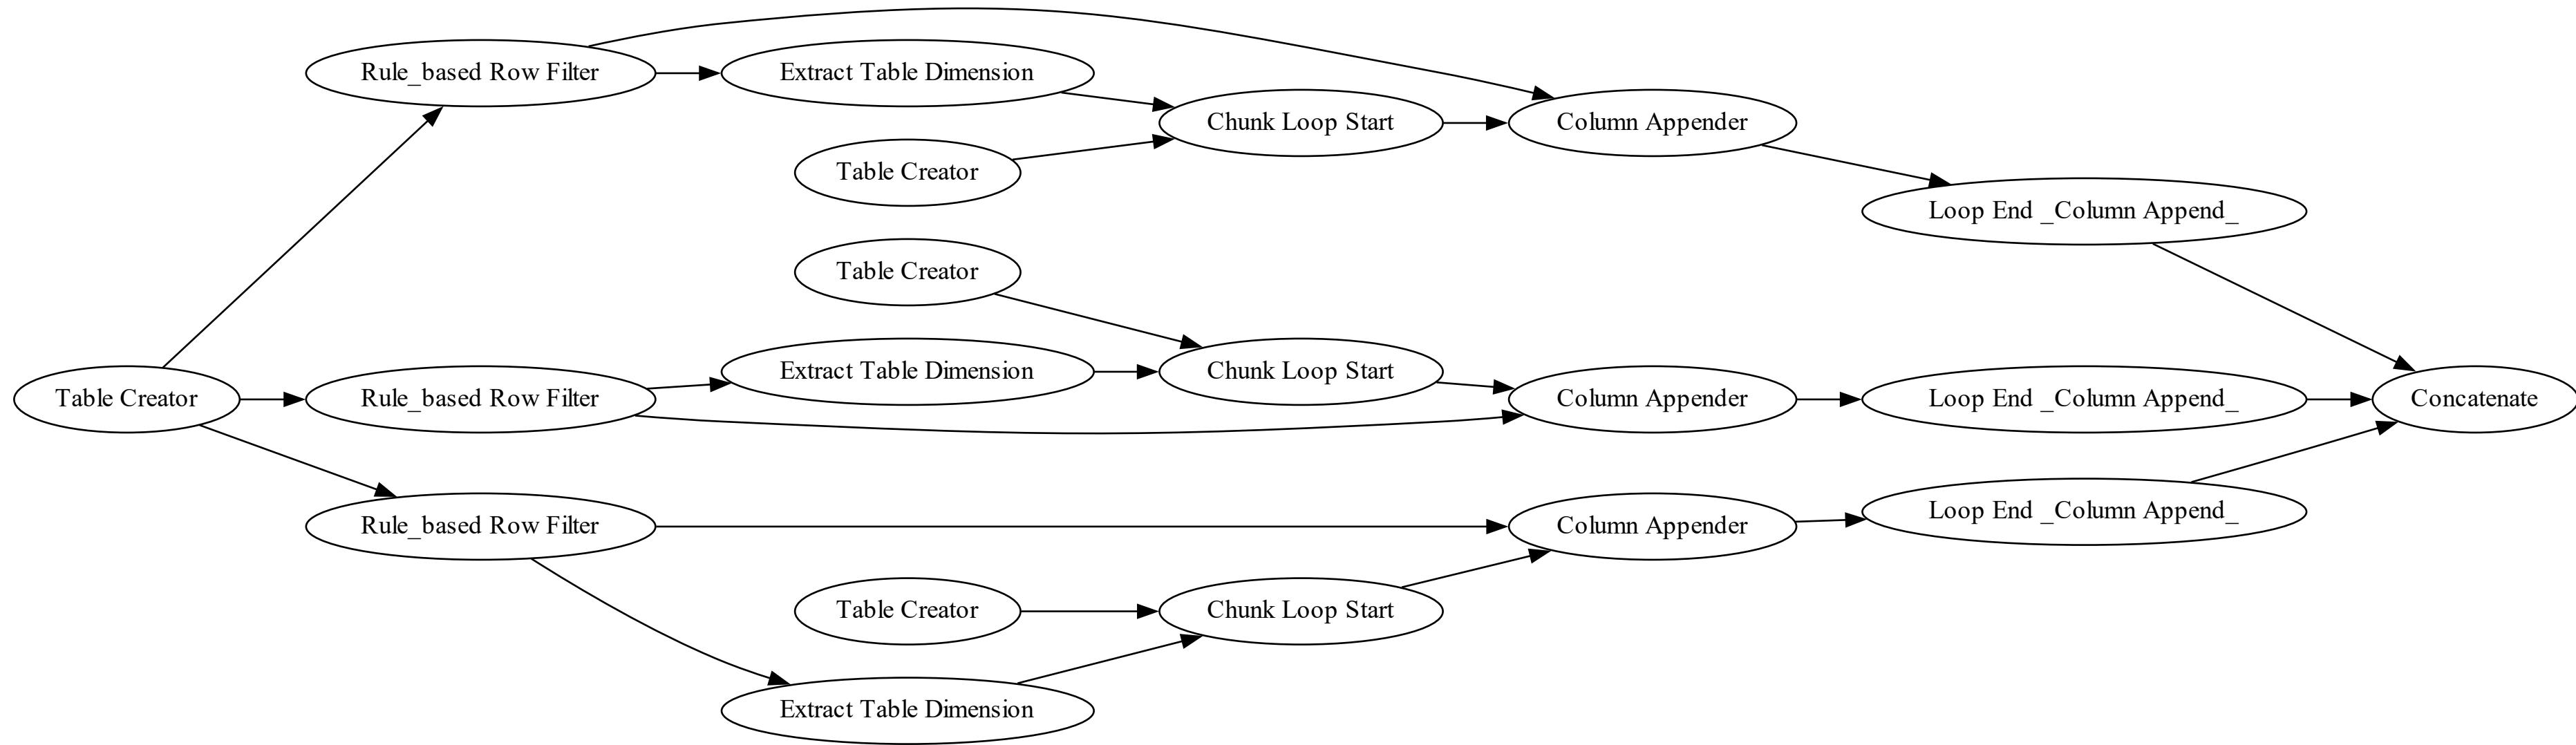 Rule_based Row Filter
Extract Table Dimension
Chunk Loop Start
Column Appender
Table Creator
Loop End _Column Append_
Table Creator
Extract Table Dimension
Chunk Loop Start
Table Creator
Rule_based Row Filter
Column Appender
Loop End _Column Append_
Concatenate
Rule_based Row Filter
Column Appender
Loop End _Column Append_
Table Creator
Chunk Loop Start
Extract Table Dimension